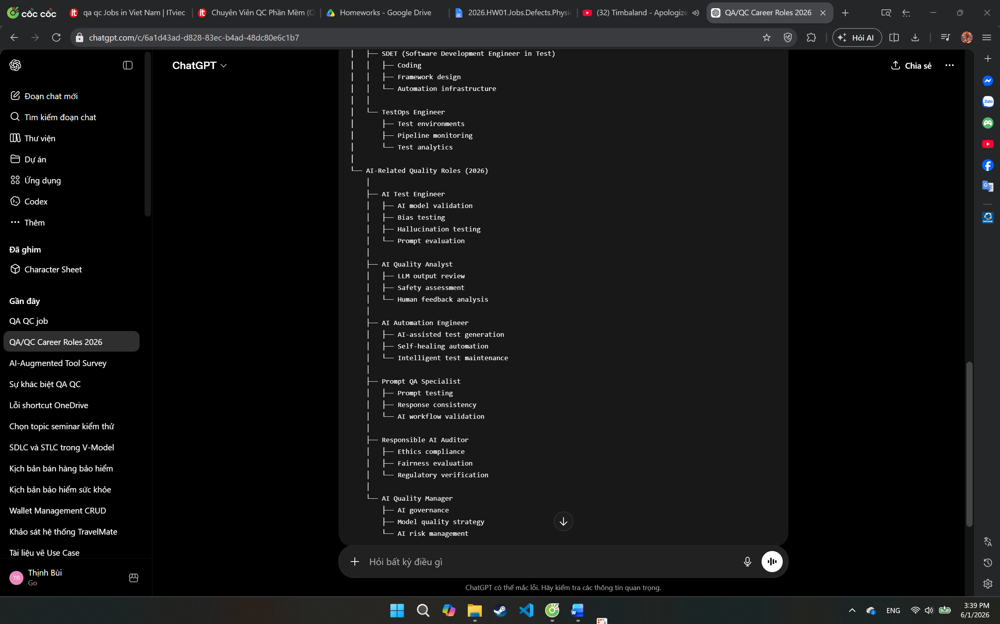 cốc cốc
qa qc Jobs in Viet Nam | ITviec
Chuyên Viên QC Phần Mềm (Q
Homeworks - Google Drive
2026.HW01.Jobs.Defects.Physic
(32) Timbaland - Apologize
QA/QC Career Roles 2026
chatgpt.com/c/6a1d43ad-d828-83ec-b4ad-48dc80e6c1b7
Hỏi AI
ChatGPT
Chia sẻ
Đoạn chat mới
Tìm kiếm đoạn chat
Thư viện
Dự án
Ứng dụng
Codex
Thêm
Đã ghim
Character Sheet
Gần đây
QA QC job
QA/QC Career Roles 2026
AI-Augmented Tool Survey
Sự khác biệt QA QC
Lỗi shortcut OneDrive
Chọn topic seminar kiểm thử
SDLC và STLC trong V-Model
Kịch bản bán hàng bảo hiểm
Kịch bản bảo hiểm sức khỏe
Wallet Management CRUD
Khảo sát hệ thống TravelMate
Tài liệu vẽ Use Case
TB
Thịnh Bùi
Go
│   ├── SDET (Software Development Engineer in Test)
│   │   ├── Coding
│   │   ├── Framework design
│   │   └── Automation infrastructure
│   │
│   └── TestOps Engineer
│       ├── Test environments
│       ├── Pipeline monitoring
│       └── Test analytics
│
└── AI-Related Quality Roles (2026)
    │
    ├── AI Test Engineer
    │   ├── AI model validation
    │   ├── Bias testing
    │   ├── Hallucination testing
    │   └── Prompt evaluation
    │
    ├── AI Quality Analyst
    │   ├── LLM output review
    │   ├── Safety assessment
    │   └── Human feedback analysis
    │
    ├── AI Automation Engineer
    │   ├── AI-assisted test generation
    │   ├── Self-healing automation
    │   └── Intelligent test maintenance
    │
    ├── Prompt QA Specialist
    │   ├── Prompt testing
    │   ├── Response consistency
    │   └── AI workflow validation
    │
    ├── Responsible AI Auditor
    │   ├── Ethics compliance
    │   ├── Fairness evaluation
    │   └── Regulatory verification
    │
    └── AI Quality Manager
        ├── AI governance
        ├── Model quality strategy
        └── AI risk management
Hỏi bất kỳ điều gì
ChatGPT có thể mắc lỗi. Hãy kiểm tra các thông tin quan trọng.
Zalo
ENG
3:39 PM
6/1/2026